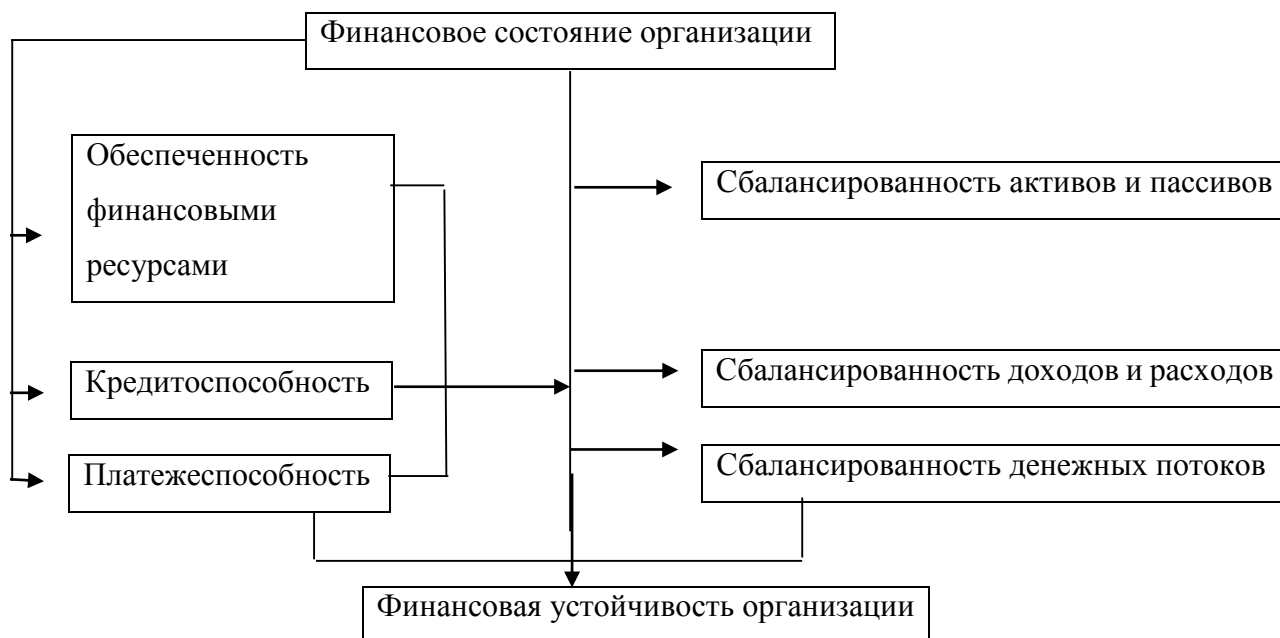 Финансовое состояние организации
Обеспеченность
финансовыми
ресурсами
Кредитоспособность
Платежеспособность
Сбалансированность активов и пассивов
Сбалансированность доходов и расходов
Сбалансированность денежных потоков
Финансовая устойчивость организации